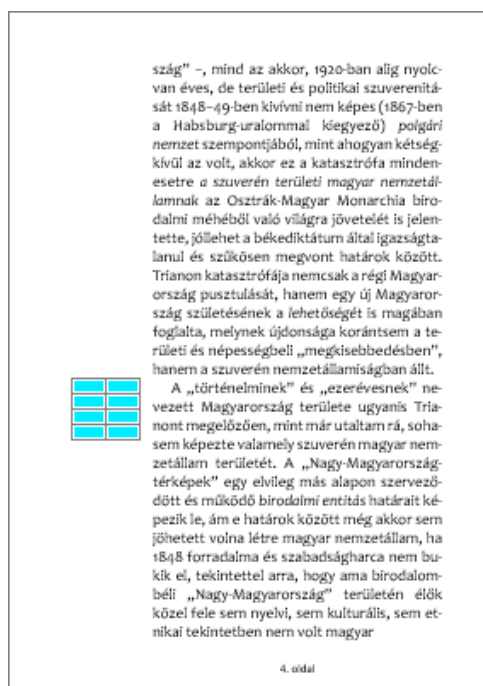 szág” –, mind az akkor, 1920-ban alig nyolc-
van éves, de területi és politikai szuverenitá-
sát 1848–49-ben kivívni nem képes (1867-ben
a Habsburg-uralommal kiegyező) polgári
nemzet szempontjából, mint ahogyan kétség-
kívül az volt, akkor ez a katasztrófa minden-
esetre a szuverén területi magyar nemzetál-
lamnak az Osztrák-Magyar Monarchia biro-
dalmi méhéből való világra jövetelét is jelen-
tette, jóllehet a békediktátum által igazságta-
lanul és szűkösen megvont határok között.
Trianon katasztrófája nemcsak a régi Magyar-
ország pusztulását, hanem egy új Magyaror-
szág születésének a lehetőségét is magában
foglalta, melynek újdonsága korántsem a te-
rületi és népességbeli „megkisebbedésben”,
hanem a szuverén nemzetállamiságban állt.
A „történelminek” és „ezerévesnek” ne-
vezett Magyarország területe ugyanis Tria-
nont megelőzően, mint már utaltam rá, soha-
sem képezte valamely szuverén magyar nem-
zetállam területét. A „Nagy-Magyarország-
térképek” egy elvileg más alapon szervező-
dött és működő birodalmi entitás határait ké-
pezik le, ám e határok között még akkor sem
jöhetett volna létre magyar nemzetállam, ha
1848 forradalma és szabadságharca nem bu-
kik el, tekintettel arra, hogy ama birodalom-
béli „Nagy-Magyarország” területén élők
közel fele sem nyelvi, sem kulturális, sem et-
nikai tekintetben nem volt magyar
4. oldal